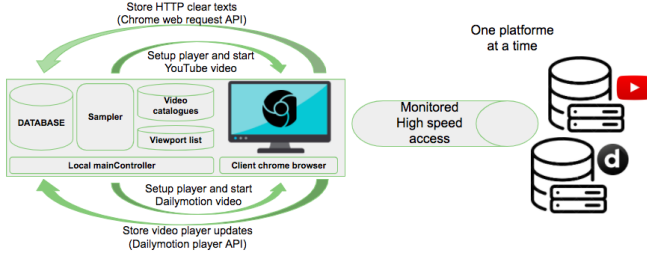 Store HTTP clear texts
(Chrome web request API)
Setup player and start
YouTube video
One platforme
at a time
DATABASE
Sampler
Video
catalogues
Viewport list
Local mainController
Client chrome browser
Monitored
High speed
access
d
Setup player and start
Dailymotion video
Store video player updates
(Dailymotion player API)